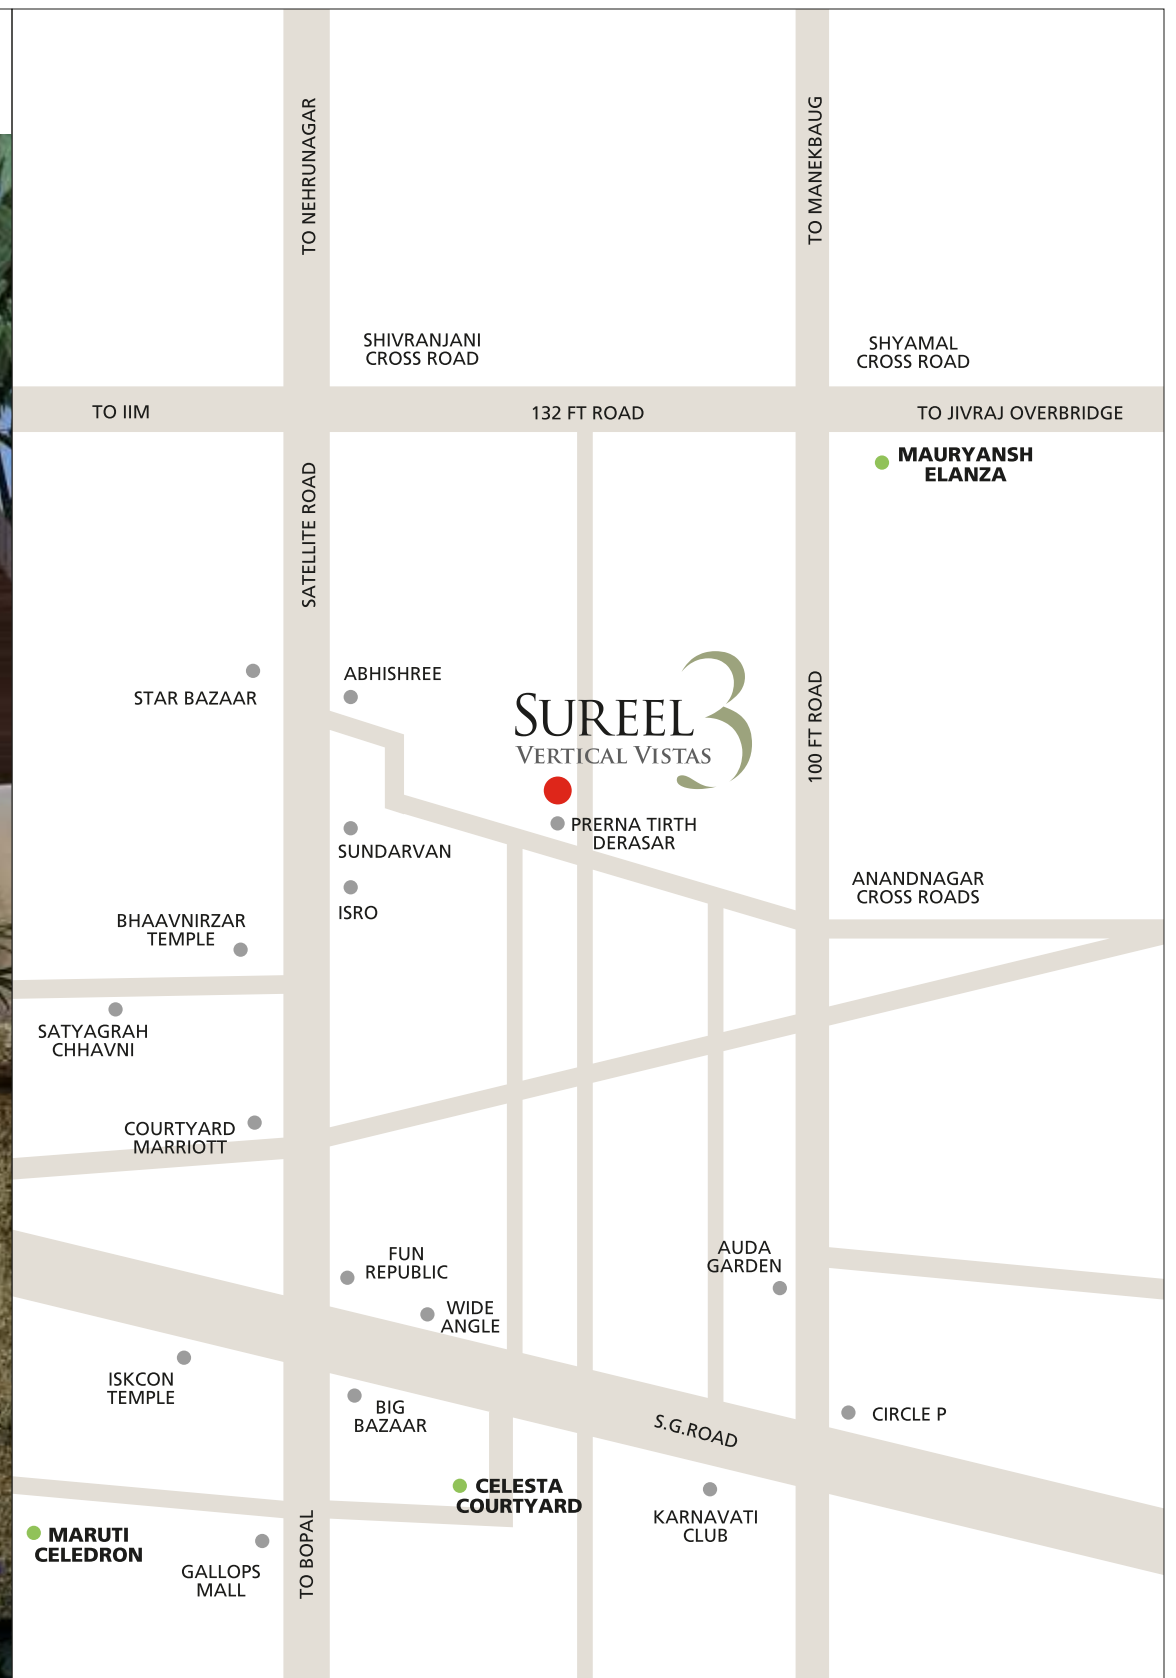 TO NEHRUNAGAR
TO MANEKBAUG
SHIVRANJANI
CROSS ROAD
SHYAMAL
CROSS ROAD
TO IIM
132 FT ROAD
TO JIVRAJ OVERBRIDGE
MAURYANSH
ELANZA
SATELLITE ROAD
STAR BAZAAR
ABHISHREE
SUREEL 3
VERTICAL VISTAS
100 FT ROAD
PRERNA TIRTH
DERASAR
SUNDARVAN
ISRO
ANANDNAGAR
CROSS ROADS
BHAAVNIRZAR
TEMPLE
SATYAGRAH
CHHAVNI
COURTYARD
MARRIOTT
FUN
REPUBLIC
AUDA
GARDEN
WIDE
ANGLE
ISKCON
TEMPLE
BIG
BAZAAR
S.G.ROAD
CIRCLE P
CELESTA
COURTYARD
KARNAVATI
CLUB
MARUTI
CELEDRON
GALLOPS
MALL
TO BOPAL